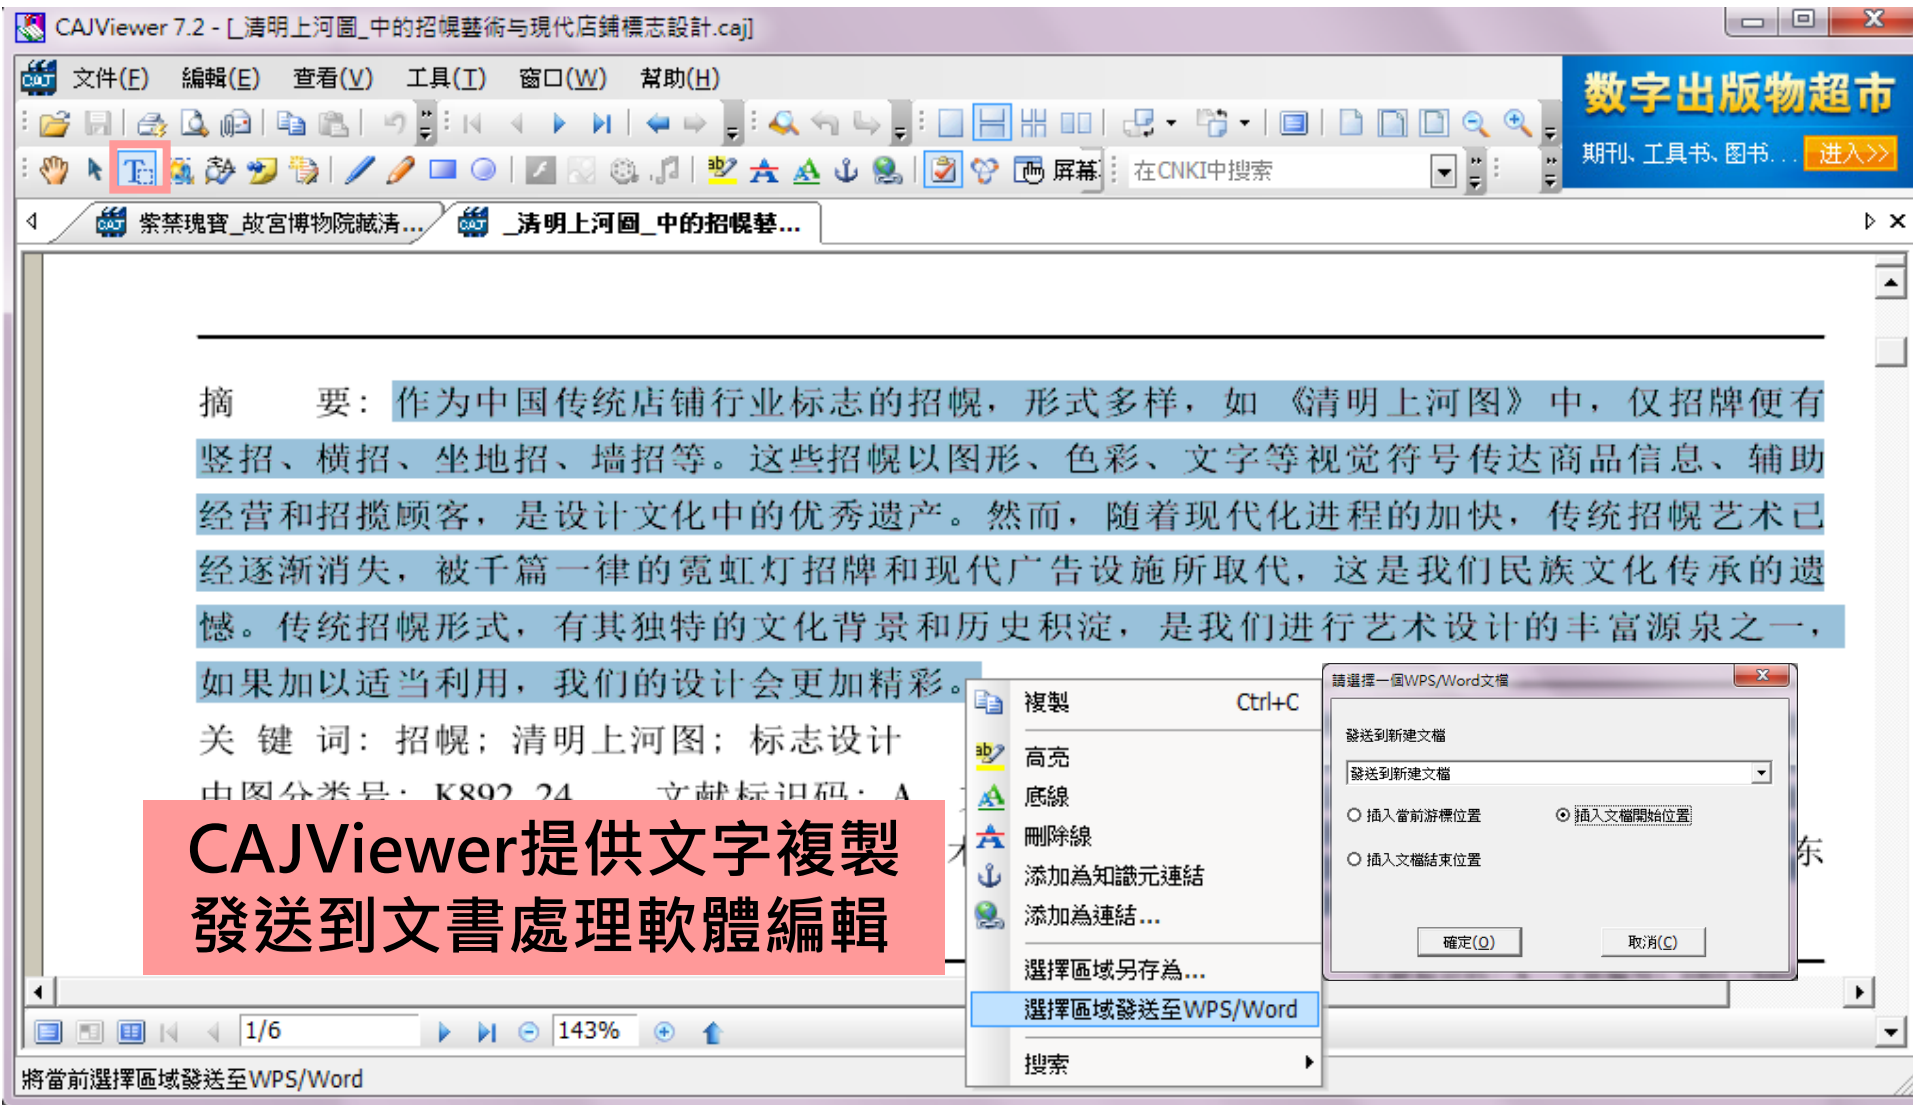 CAJViewer 7.2 - [_清明上河圖_中的招幌藝術与現代店鋪標志設計.caj]
文件(F) 編輯(E) 查看(V) 工具(T) 窗口(W) 幫助(H)
数字出版物超市
期刊、工具书、图书... 进入>>
屏幕
在CNKI中搜索
紫禁瑰寶_故宮博物院藏清...
_清明上河圖_中的招幌藝...
摘 要：作为中国传统店铺行业标志的招幌，形式多样，如《清明上河图》中，仅招牌便有
竖招、横招、坐地招、墙招等。这些招幌以图形、色彩、文字等视觉符号传达商品信息、辅助
经营和招揽顾客，是设计文化中的优秀遗产。然而，随着现代化进程的加快，传统招幌艺术已
经逐渐消失，被千篇一律的霓虹灯招牌和现代广告设施所取代，这是我们民族文化传承的遗
憾。传统招幌形式，有其独特的文化背景和历史积淀，是我们进行艺术设计的丰富源泉之一，
如果加以适当利用，我们的设计会更加精彩。
关 键 词：招幌；清明上河图；标志设计
中图分类号：K892.24 文献标识码：A
东
CAJViewer提供文字複製
發送到文書處理軟體編輯
複製 Ctrl+C
高亮
底線
刪除線
添加為知識元連結
添加為連結...
選擇區域另存為...
選擇區域發送至WPS/Word
搜索
請選擇一個WPS/Word文檔
發送到新建文檔
發送到新建文檔
插入當前游標位置 插入文檔開始位置
插入文檔結束位置
確定(O) 取消(C)
1/6
143%
將當前選擇區域發送至WPS/Word